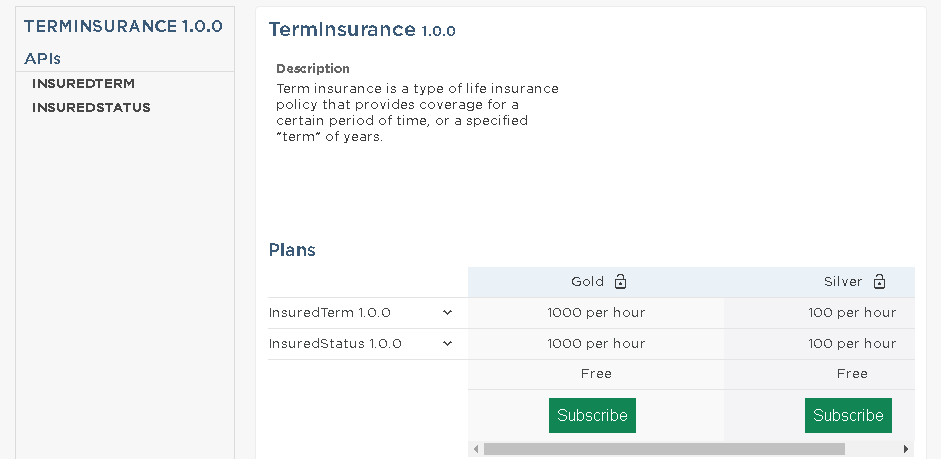 TERMINSURANCE 1.0.0
APIs
INSUREDTERM
INSUREDSTATUS
TermInsurance 1.0.0
Description
Term insurance is a type of life insurance
policy that provides coverage for a
certain period of time, or a specified
"term" of years.
Plans
Gold Silver
InsuredTerm 1.0.0 1000 per hour 100 per hour
InsuredStatus 1.0.0 1000 per hour 100 per hour
Free Free
Subscribe Subscribe